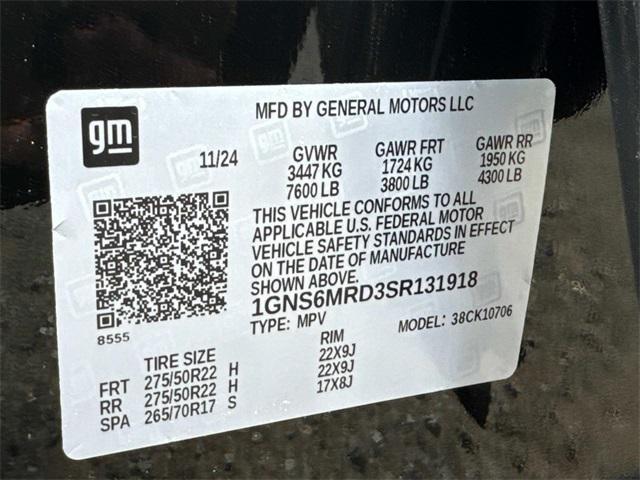 gm
MFD BY GENERAL MOTORS LLC
11/24 GVWR GAWR FRT GAWR RR
3447 KG 1724 KG 1950 KG
7600 LB 3800 LB 4300 LB
THIS VEHICLE CONFORMS TO ALL
APPLICABLE U.S. FEDERAL MOTOR
VEHICLE SAFETY STANDARDS IN EFFECT
ON THE DATE OF MANUFACTURE
SHOWN ABOVE.
1GNS6MRD3SR131918
8555 TYPE: MPV MODEL: 38CK10706
TIRE SIZE RIM
FRT 275/50R22 H 22X9J
RR 275/50R22 H 22X9J
SPA 265/70R17 S 17X8J